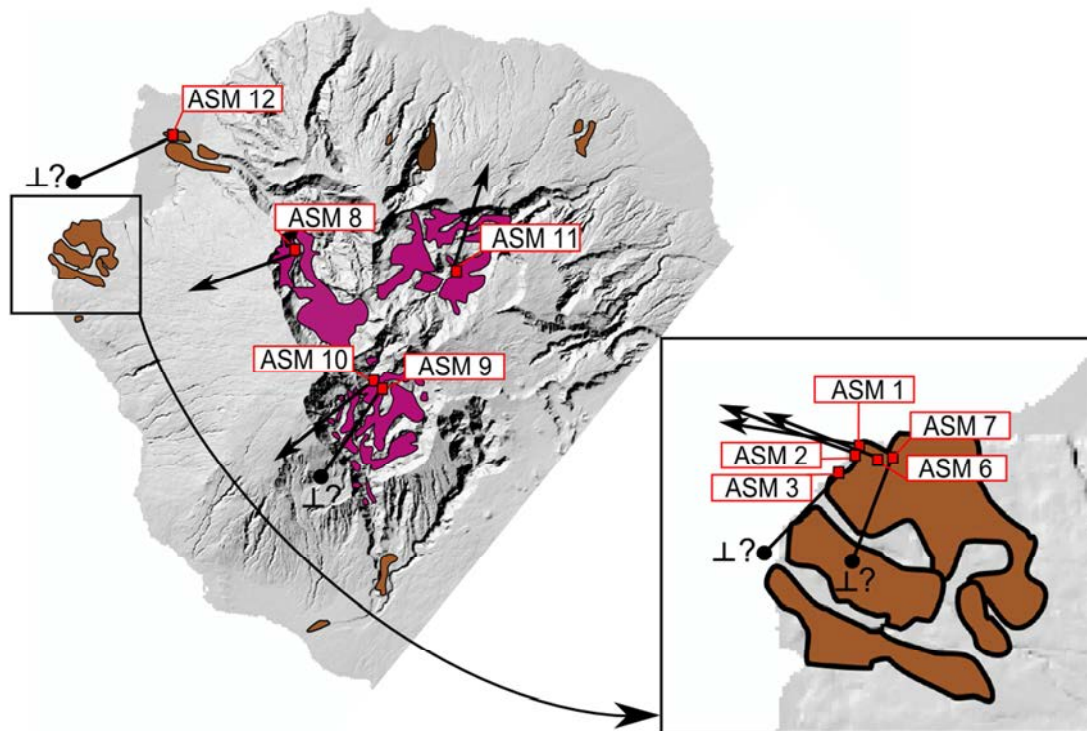 ASM 12
⊥?
ASM 8
ASM 11
ASM 10
ASM 9
⊥?
ASM 1
ASM 7
ASM 2
ASM 6
ASM 3
⊥?
⊥?